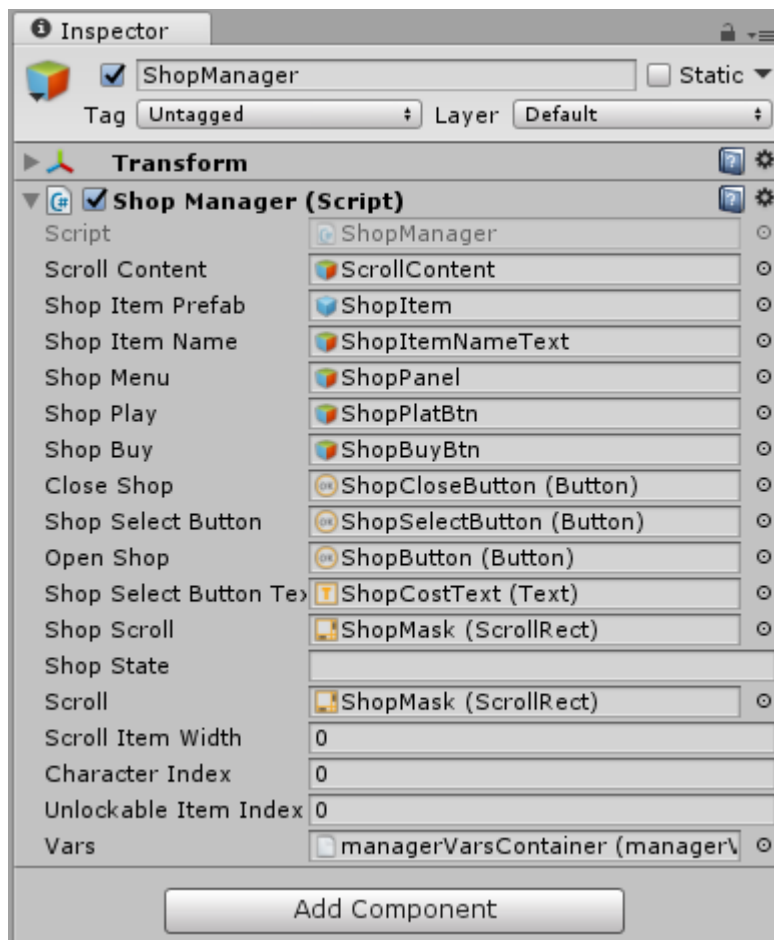 Inspector
ShopManager Static
Tag Untagged Layer Default
Transform
Shop Manager (Script)
Script ShopManager
Scroll Content ScrollContent
Shop Item Prefab ShopItem
Shop Item Name ShopItemNameText
Shop Menu ShopPanel
Shop Play ShopPlatBtn
Shop Buy ShopBuyBtn
Close Shop ShopCloseButton (Button)
Shop Select Button ShopSelectButton (Button)
Open Shop ShopButton (Button)
Shop Select Button Tex ShopCostText (Text)
Shop Scroll ShopMask (ScrollRect)
Shop State
Scroll ShopMask (ScrollRect)
Scroll Item Width 0
Character Index 0
Unlockable Item Index 0
Vars managerVarsContainer (managerV
Add Component